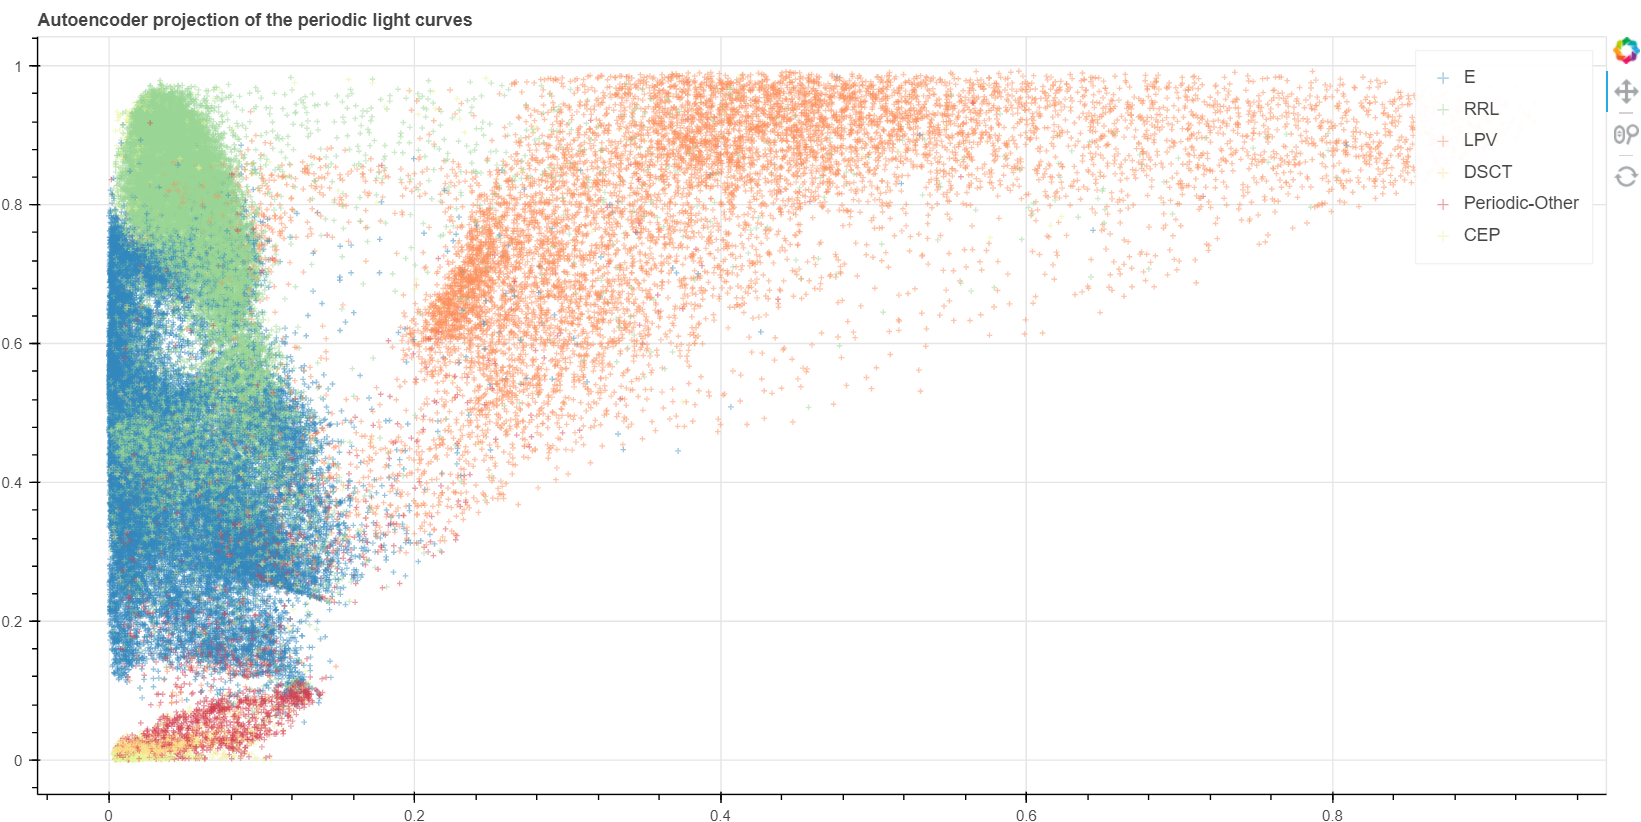 Autoencoder projection of the periodic light curves
1
0.8
0.6
0.4
0.2
0
0
0.2
0.4
0.6
0.8
E
RRL
LPV
DSCT
Periodic-Other
CEP